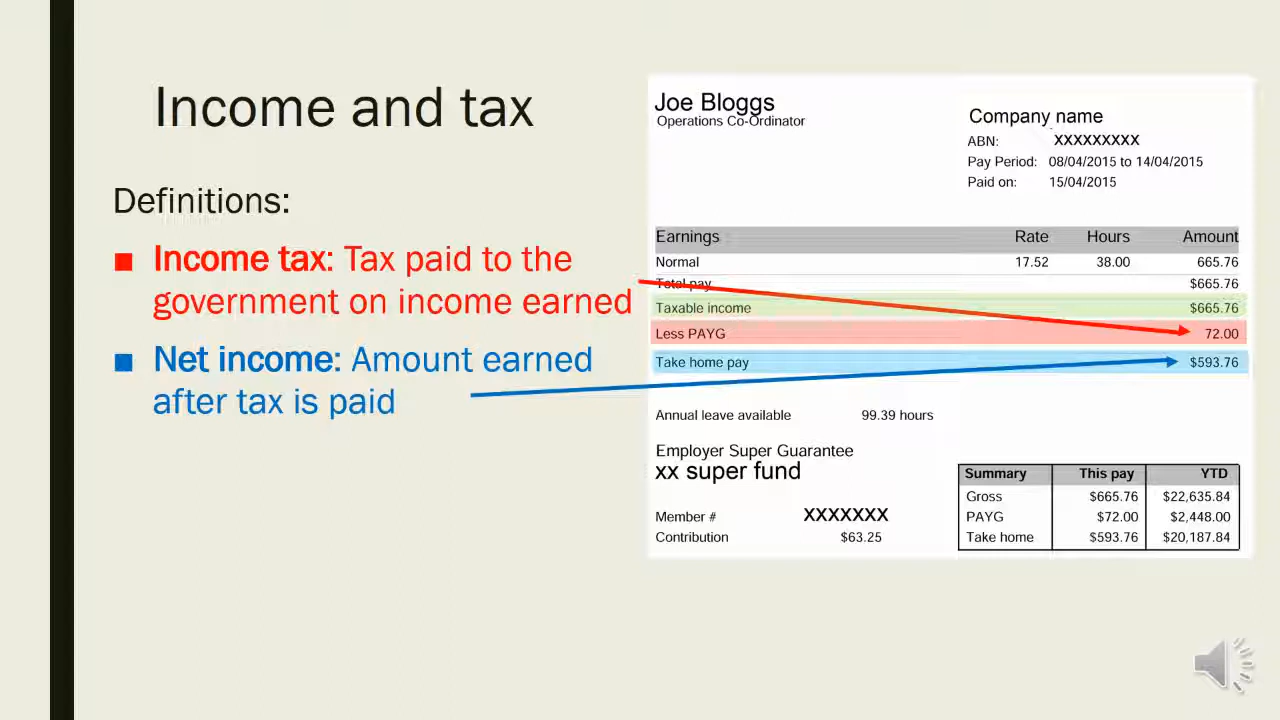 Income and tax
Definitions:
■ Income tax: Tax paid to the
government on income earned
■ Net income: Amount earned
after tax is paid
Joe Bloggs
Operations Co-Ordinator
Company name
ABN: XXXXXXXXX
Pay Period: 08/04/2015 to 14/04/2015
Paid on: 15/04/2015
Earnings Rate Hours Amount
Normal 17.52 38.00 665.76
Total pay $665.76
Taxable income $665.76
Less PAYG 72.00
Take home pay $593.76
Annual leave available 99.39 hours
Employer Super Guarantee
xx super fund
Member # XXXXXXX
Contribution $63.25
Summary This pay YTD
Gross $665.76 $22,635.84
PAYG $72.00 $2,448.00
Take home $593.76 $20,187.84